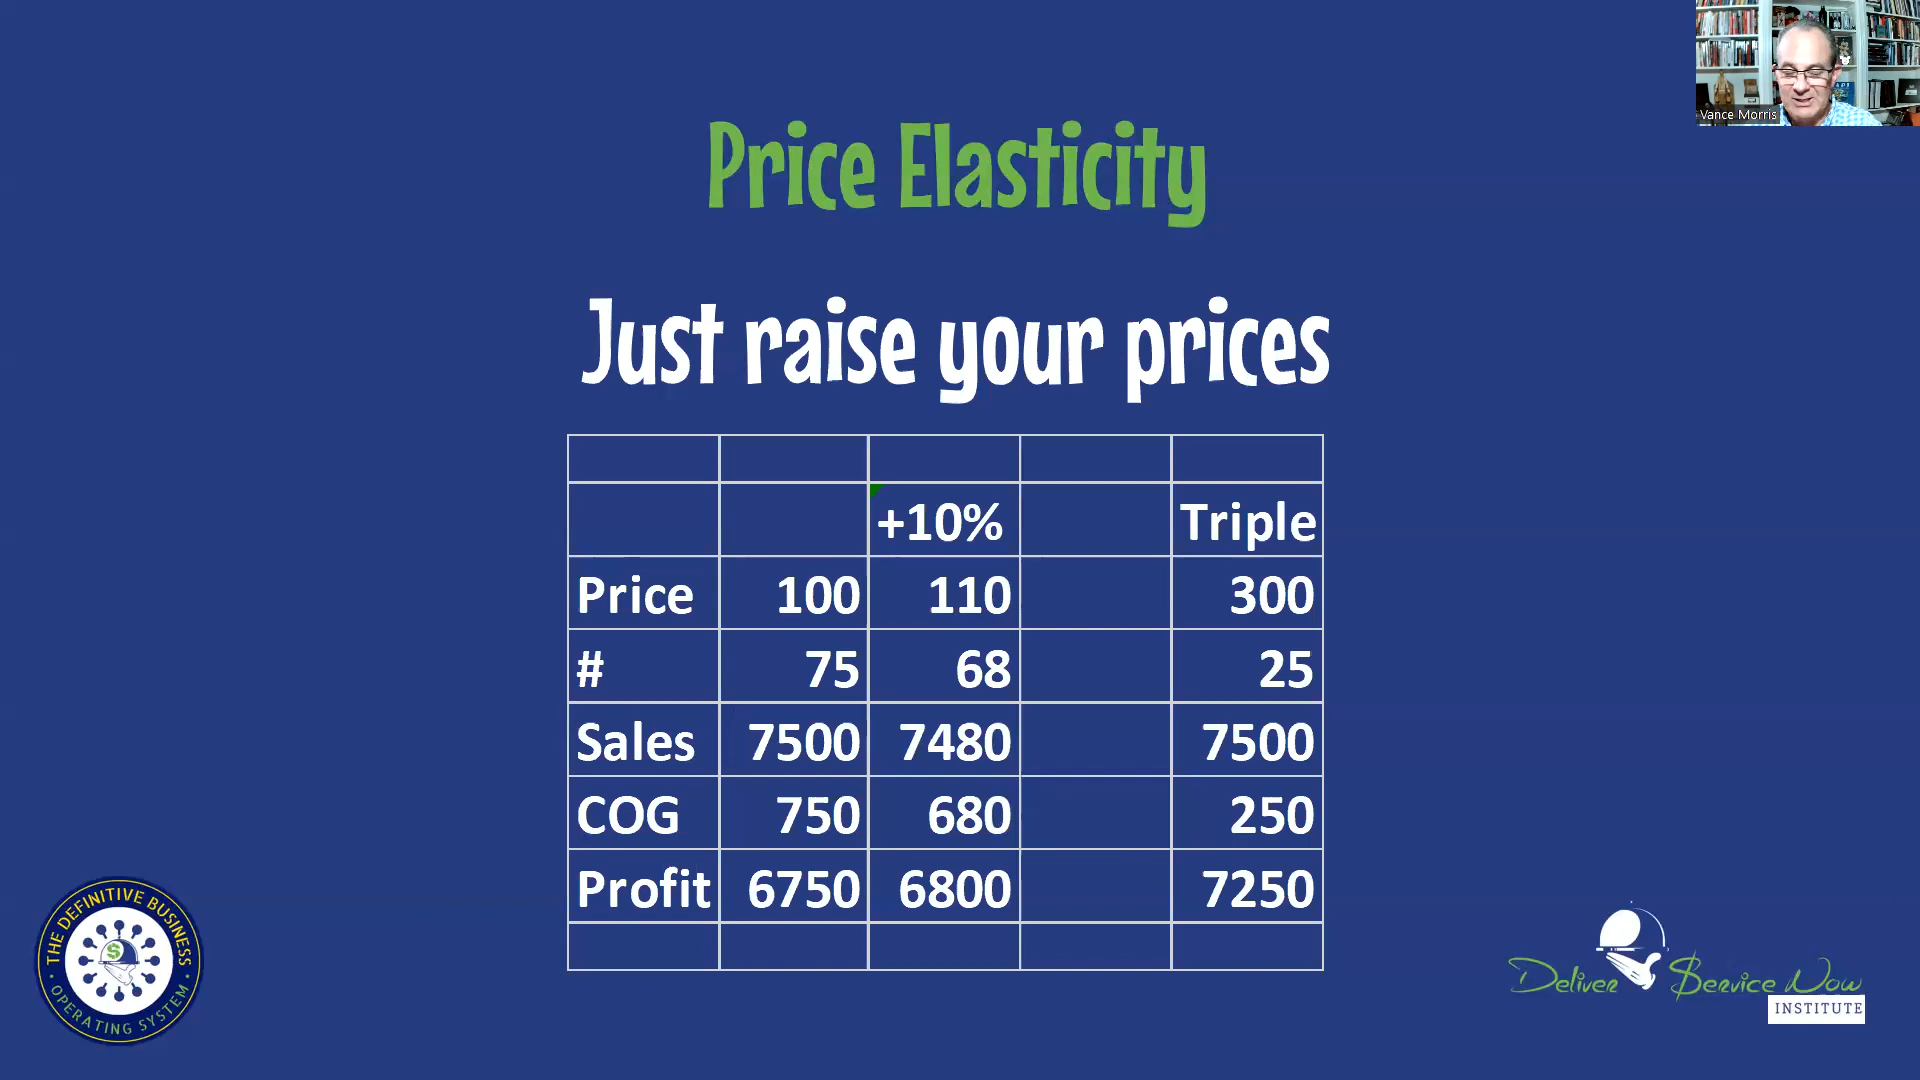 Vance Morris
Price Elasticity
Just raise your prices
+10% Triple
Price 100 110 300
# 75 68 25
Sales 7500 7480 7500
COG 750 680 250
Profit 6750 6800 7250
THE DEFINITIVE BUSINESS
$
OPERATING SYSTEM
Deliver $ervice Now
INSTITUTE